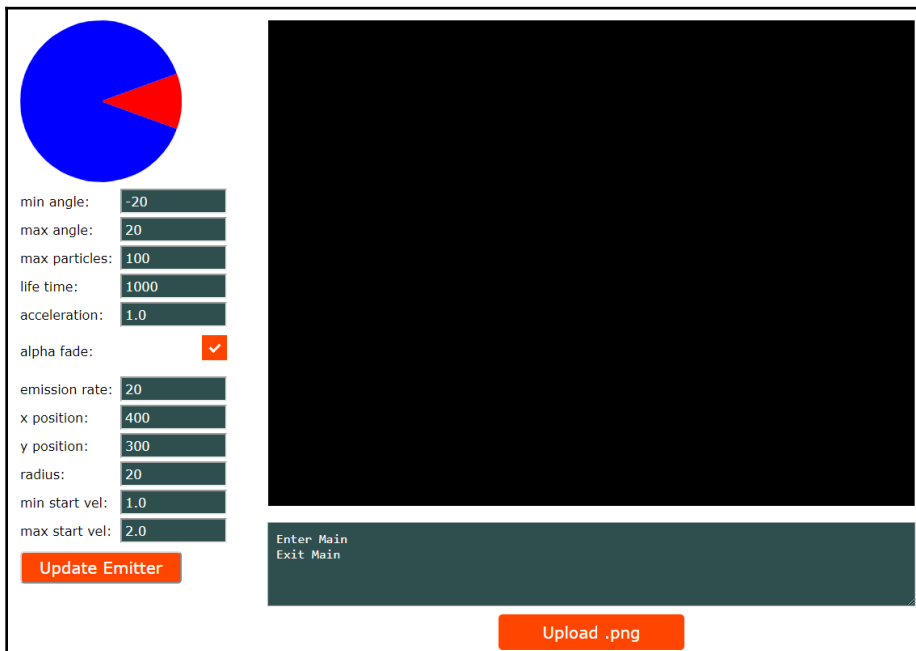 min angle: -20
max angle: 20
max particles: 100
life time: 1000
acceleration: 1.0
alpha fade:
emission rate: 20
x position: 400
y position: 300
radius: 20
min start vel: 1.0
max start vel: 2.0
Update Emitter
Enter Main
Exit Main
Upload .png